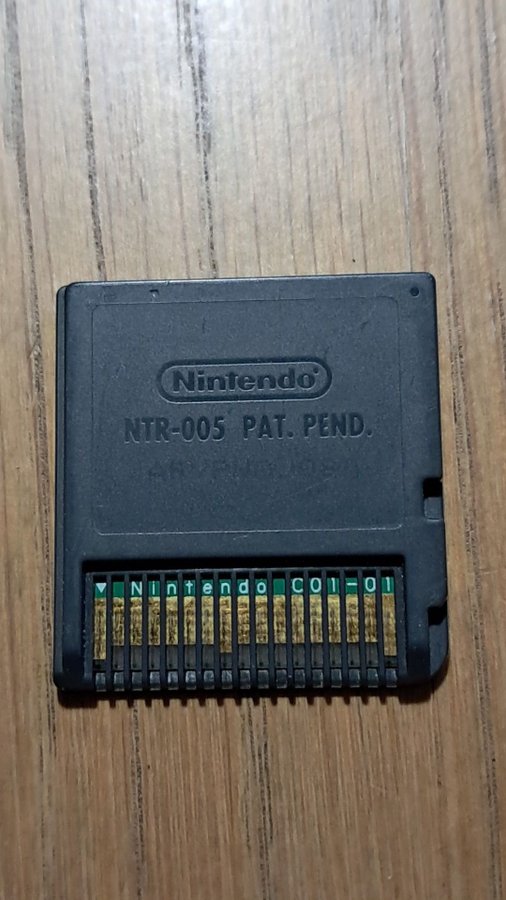 Nintendo®
NTR-005 PAT. PEND.
▼ Nintendo C01-01